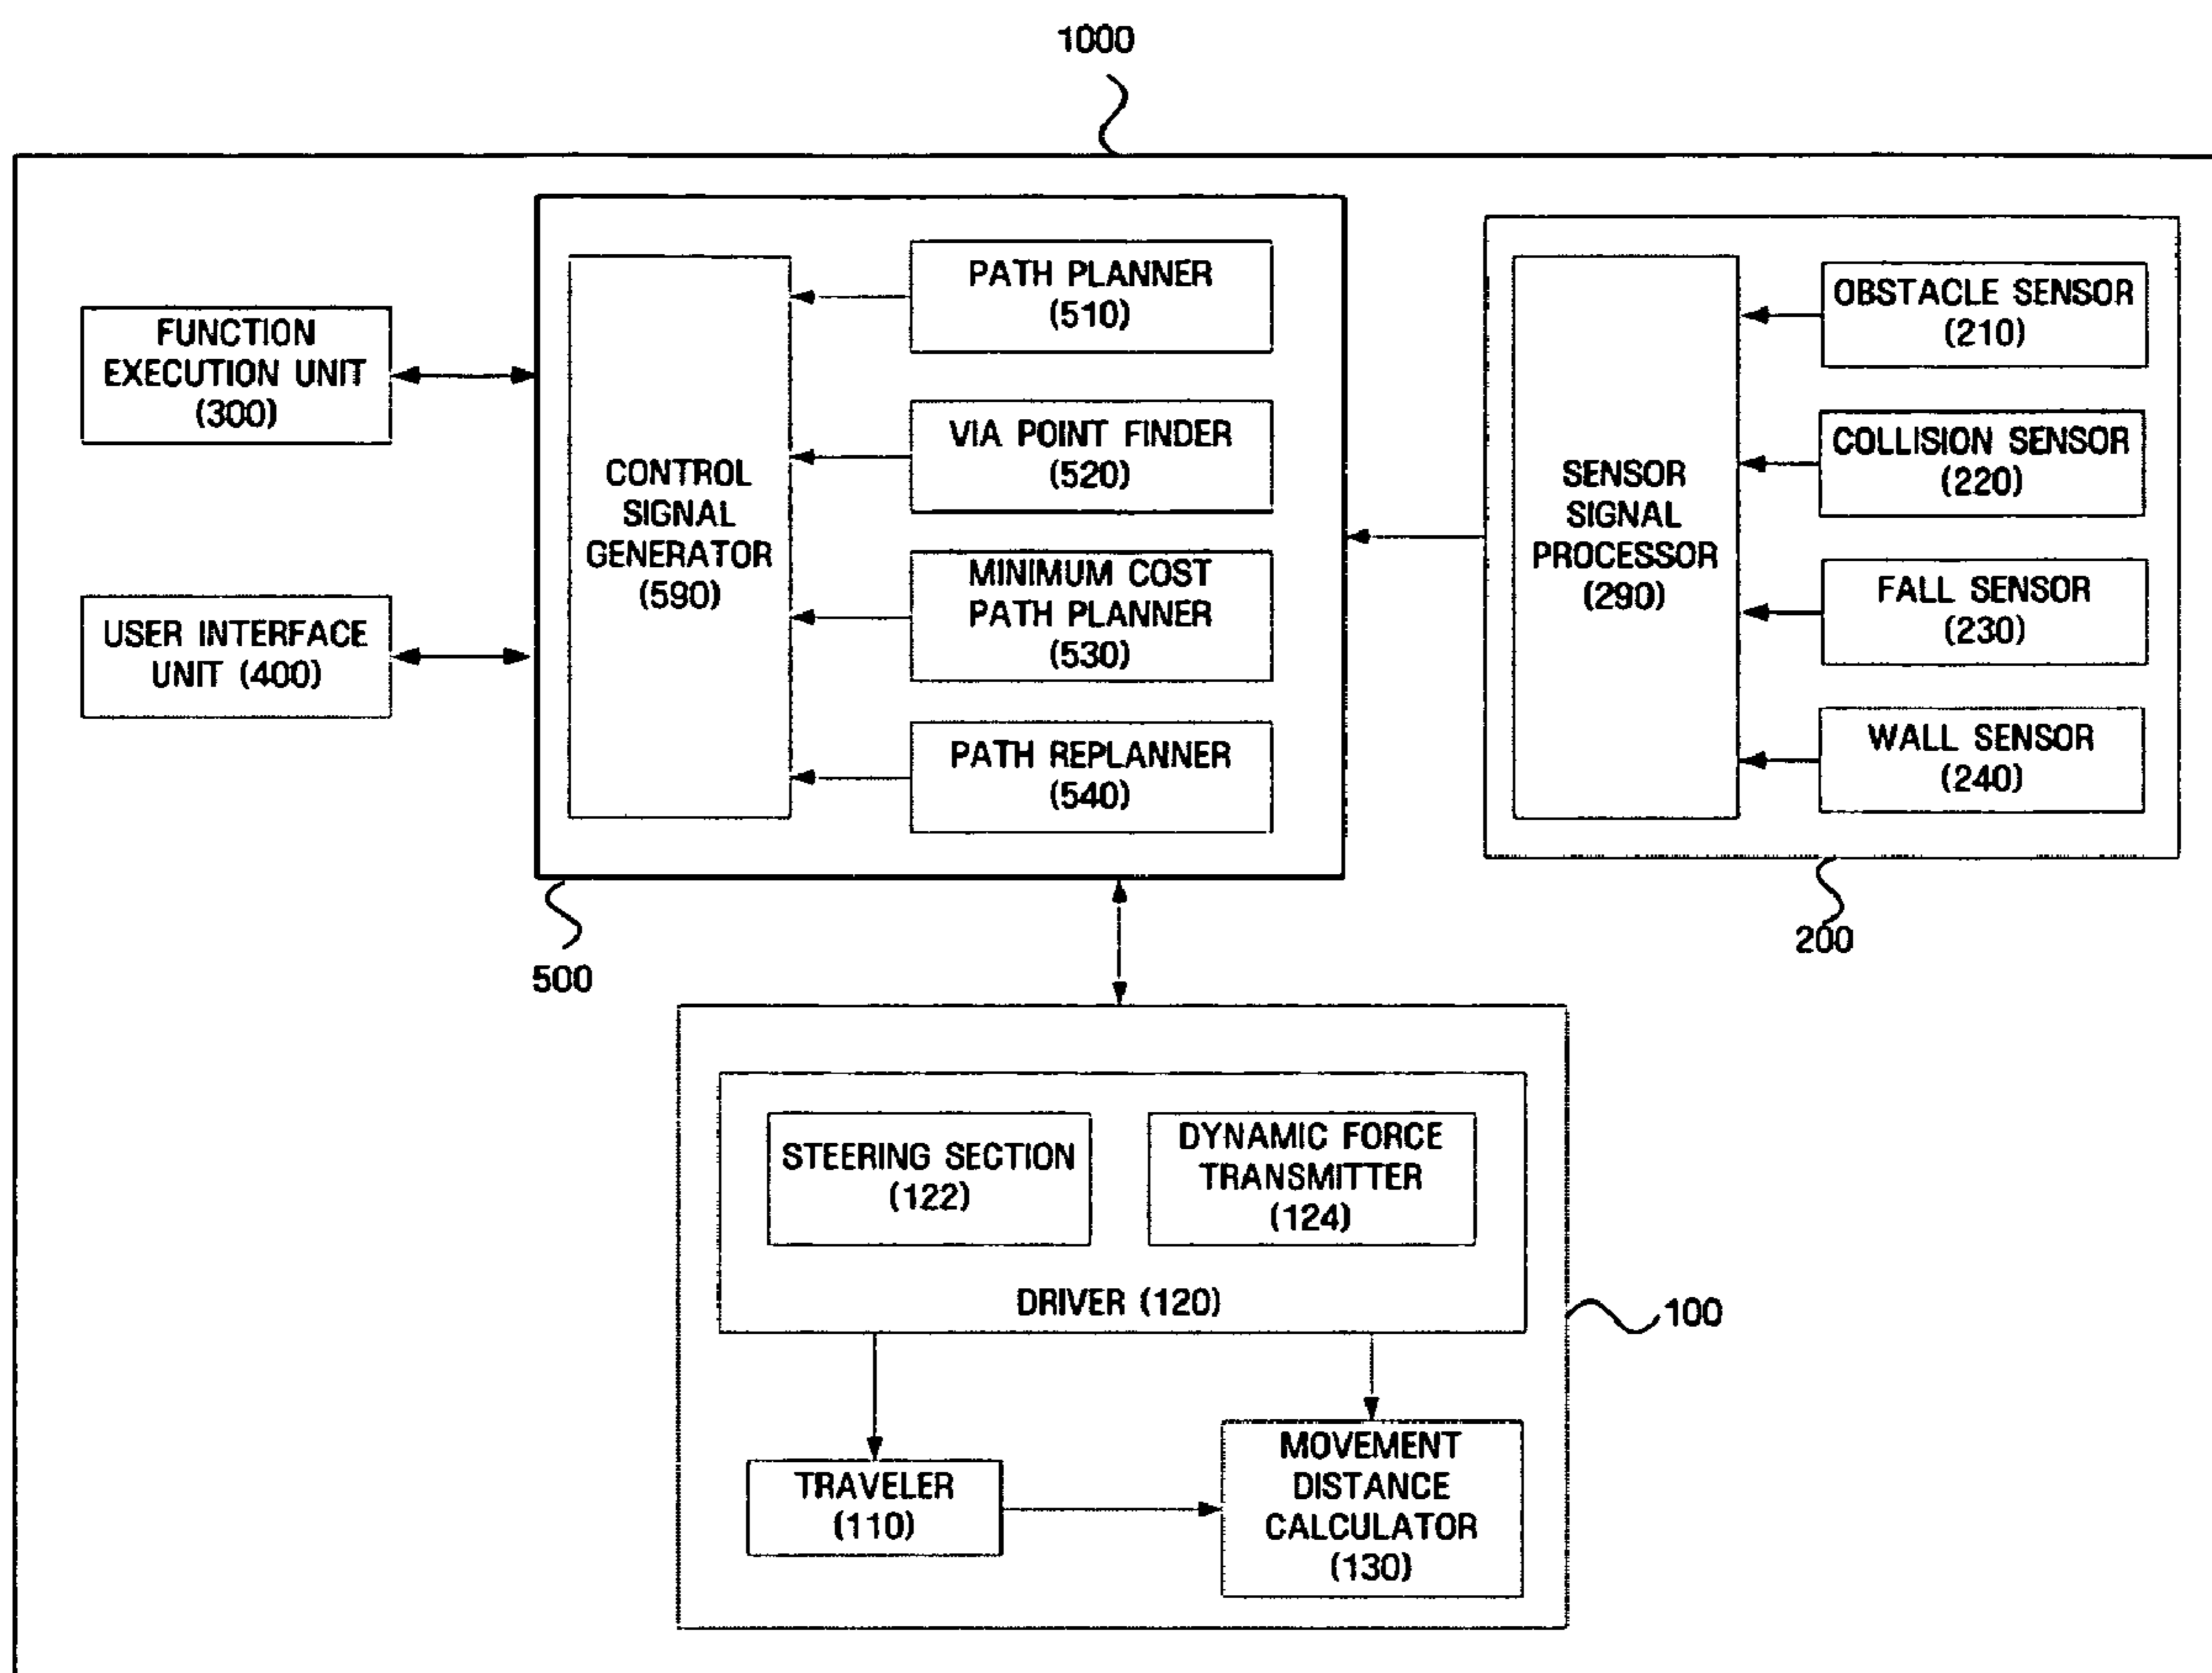 1000
FUNCTION
EXECUTION UNIT
(300)
USER INTERFACE
UNIT (400)
CONTROL
SIGNAL
GENERATOR
(590)
PATH PLANNER
(510)
VIA POINT FINDER
(520)
MINIMUM COST
PATH PLANNER
(530)
PATH REPLANNER
(540)
500
SENSOR
SIGNAL
PROCESSOR
(290)
OBSTACLE SENSOR
(210)
COLLISION SENSOR
(220)
FALL SENSOR
(230)
WALL SENSOR
(240)
200
STEERING SECTION
(122)
DYNAMIC FORCE
TRANSMITTER
(124)
DRIVER (120)
100
TRAVELER
(110)
MOVEMENT
DISTANCE
CALCULATOR
(130)